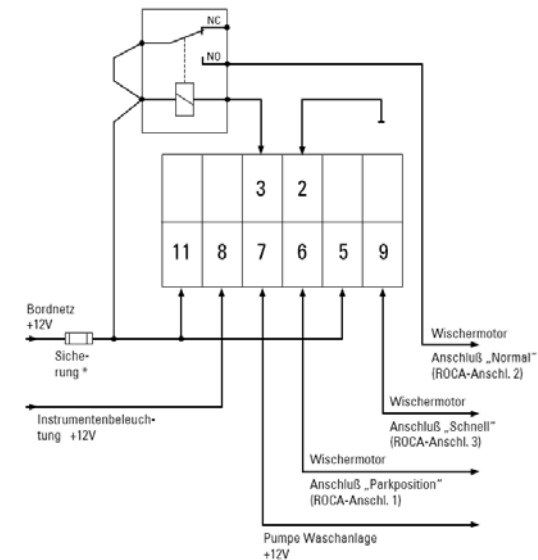 NC
NO
3 2
11 8 7 6 5 9
Bordnetz
+12V
Siche-
rung *
Wischermotor
Anschluß „Normal“
(ROCA-Anschl. 2)
Wischermotor
Anschluß „Schnell“
(ROCA-Anschl. 3)
Instrumentenbeleuch-
tung +12V
Wischermotor
Anschluß „Parkposition“
(ROCA-Anschl. 1)
Pumpe Waschanlage
+12V